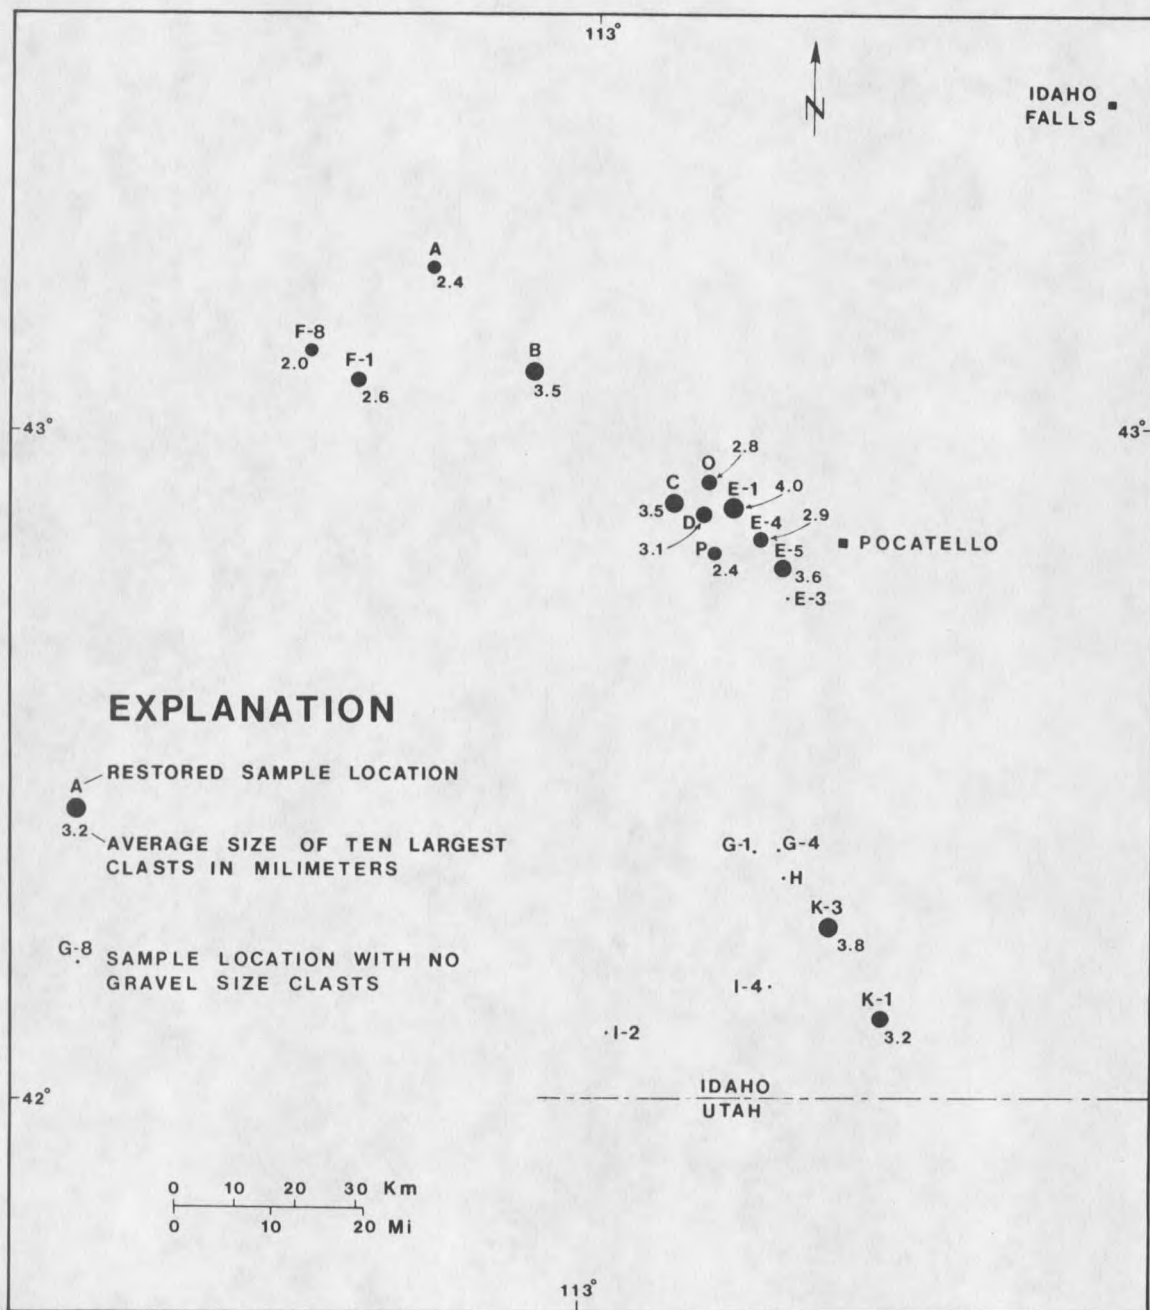 113°
N
IDAHO
FALLS
A
2.4
F-8
2.0
F-1
2.6
B
3.5
43°
43°
O
2.8
C
3.5
E-1
4.0
D
3.1
E-4
2.9
P
2.4
E-5
3.6
POCATELLO
E-3
EXPLANATION
A
RESTORED SAMPLE LOCATION
3.2
AVERAGE SIZE OF TEN LARGEST
CLASTS IN MILIMETERS
G-8
SAMPLE LOCATION WITH NO
GRAVEL SIZE CLASTS
G-1
G-4
H
K-3
3.8
I-4
K-1
3.2
I-2
IDAHO
UTAH
42°
0 10 20 30 Km
0 10 20 Mi
113°